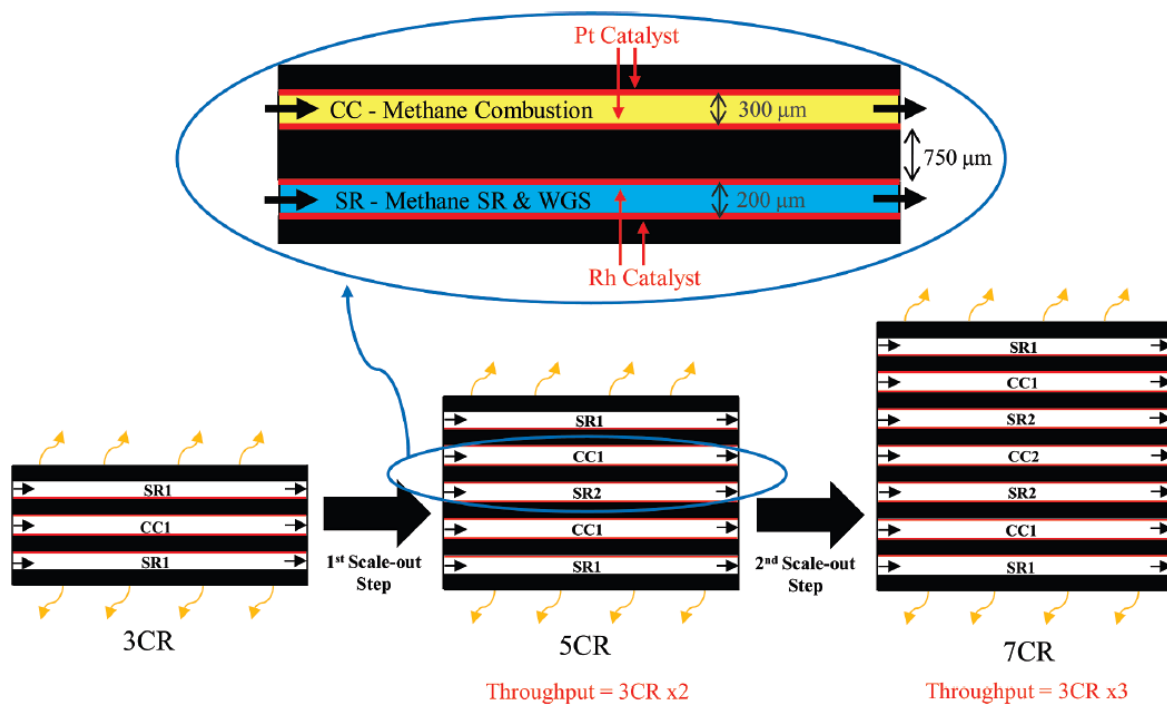 Pt Catalyst
CC - Methane Combustion
300 μm
750 μm
SR - Methane SR & WGS
200 μm
Rh Catalyst
SR1
CC1
SR1
3CR
1st Scale-out
Step
SR1
CC1
SR2
CC1
SR1
5CR
Throughput = 3CR x2
2nd Scale-out
Step
SR1
CC1
SR2
CC2
SR2
CC1
SR1
7CR
Throughput = 3CR x3